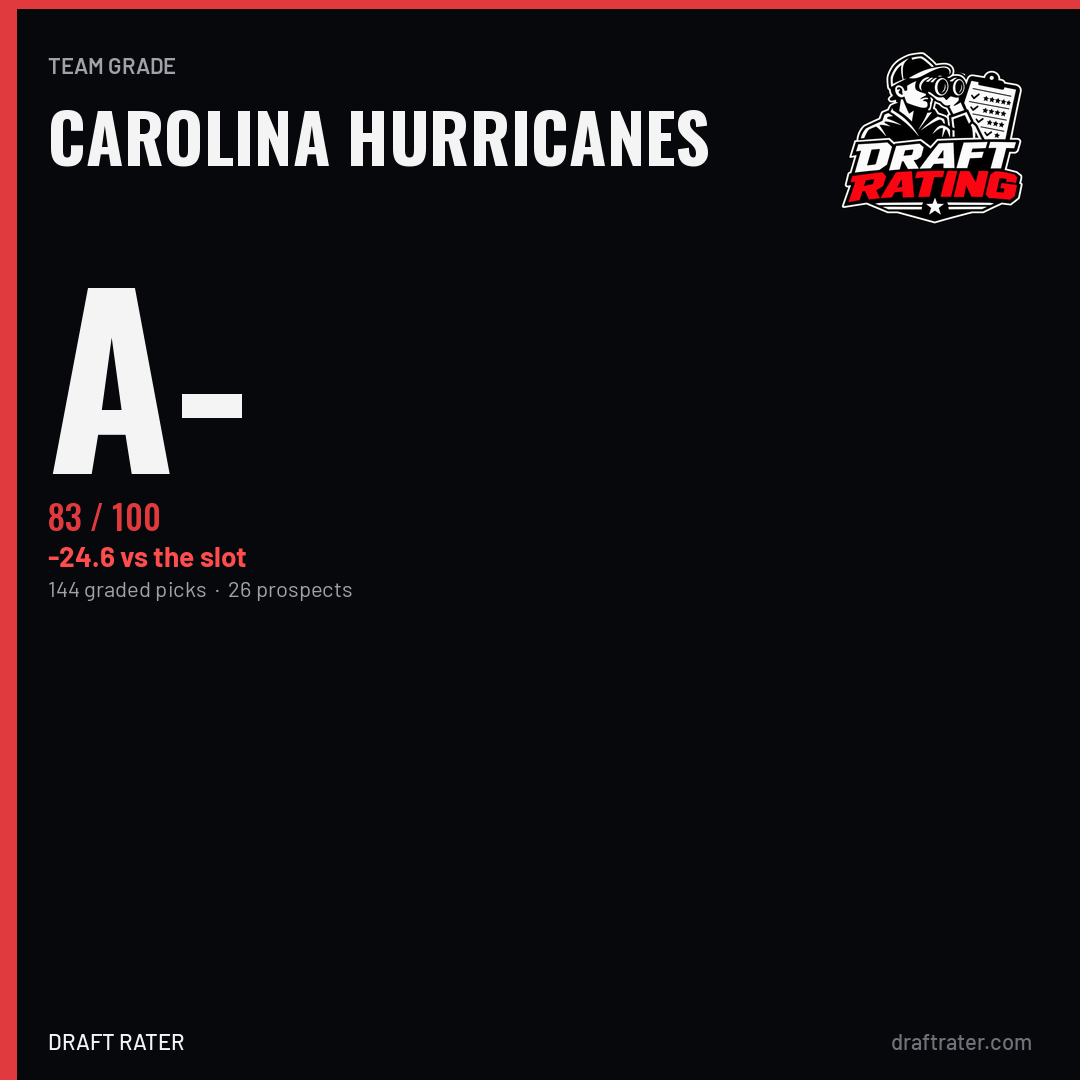 TEAM GRADE
CAROLINA HURRICANES
DRAFT
RATING
A-
83 / 100
-24.6 vs the slot
144 graded picks · 26 prospects
DRAFT RATER
draftrater.com